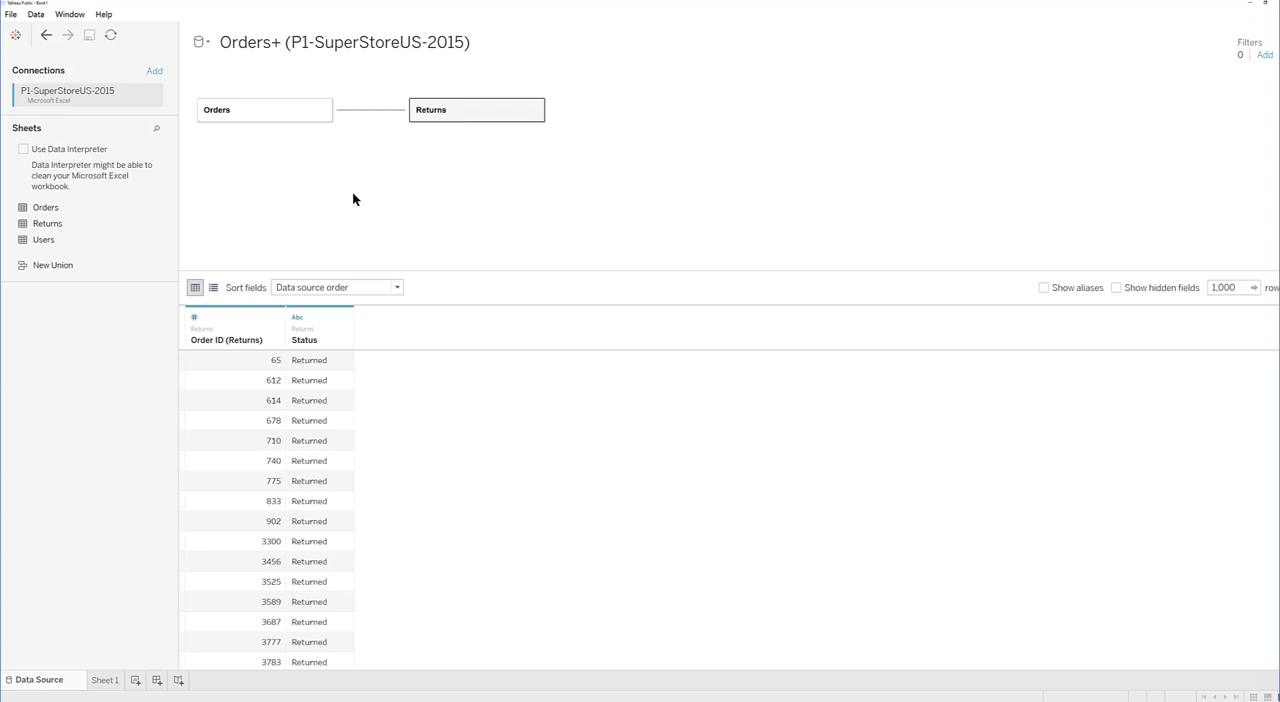 Tableau Public - Book1
File Data Window Help
Connections Add
P1-SuperStoreUS-2015
Microsoft Excel
Sheets
Use Data Interpreter
Data Interpreter might be able to
clean your Microsoft Excel
workbook.
Orders
Returns
Users
New Union
Orders+ (P1-SuperStoreUS-2015)
Filters
0 Add
Orders Returns
Sort fields Data source order Show aliases Show hidden fields 1,000 row
# Abc
Returns Returns
Order ID (Returns) Status
65 Returned
612 Returned
614 Returned
678 Returned
710 Returned
740 Returned
775 Returned
833 Returned
902 Returned
3300 Returned
3456 Returned
3525 Returned
3589 Returned
3687 Returned
3777 Returned
3783 Returned
Data Source Sheet 1